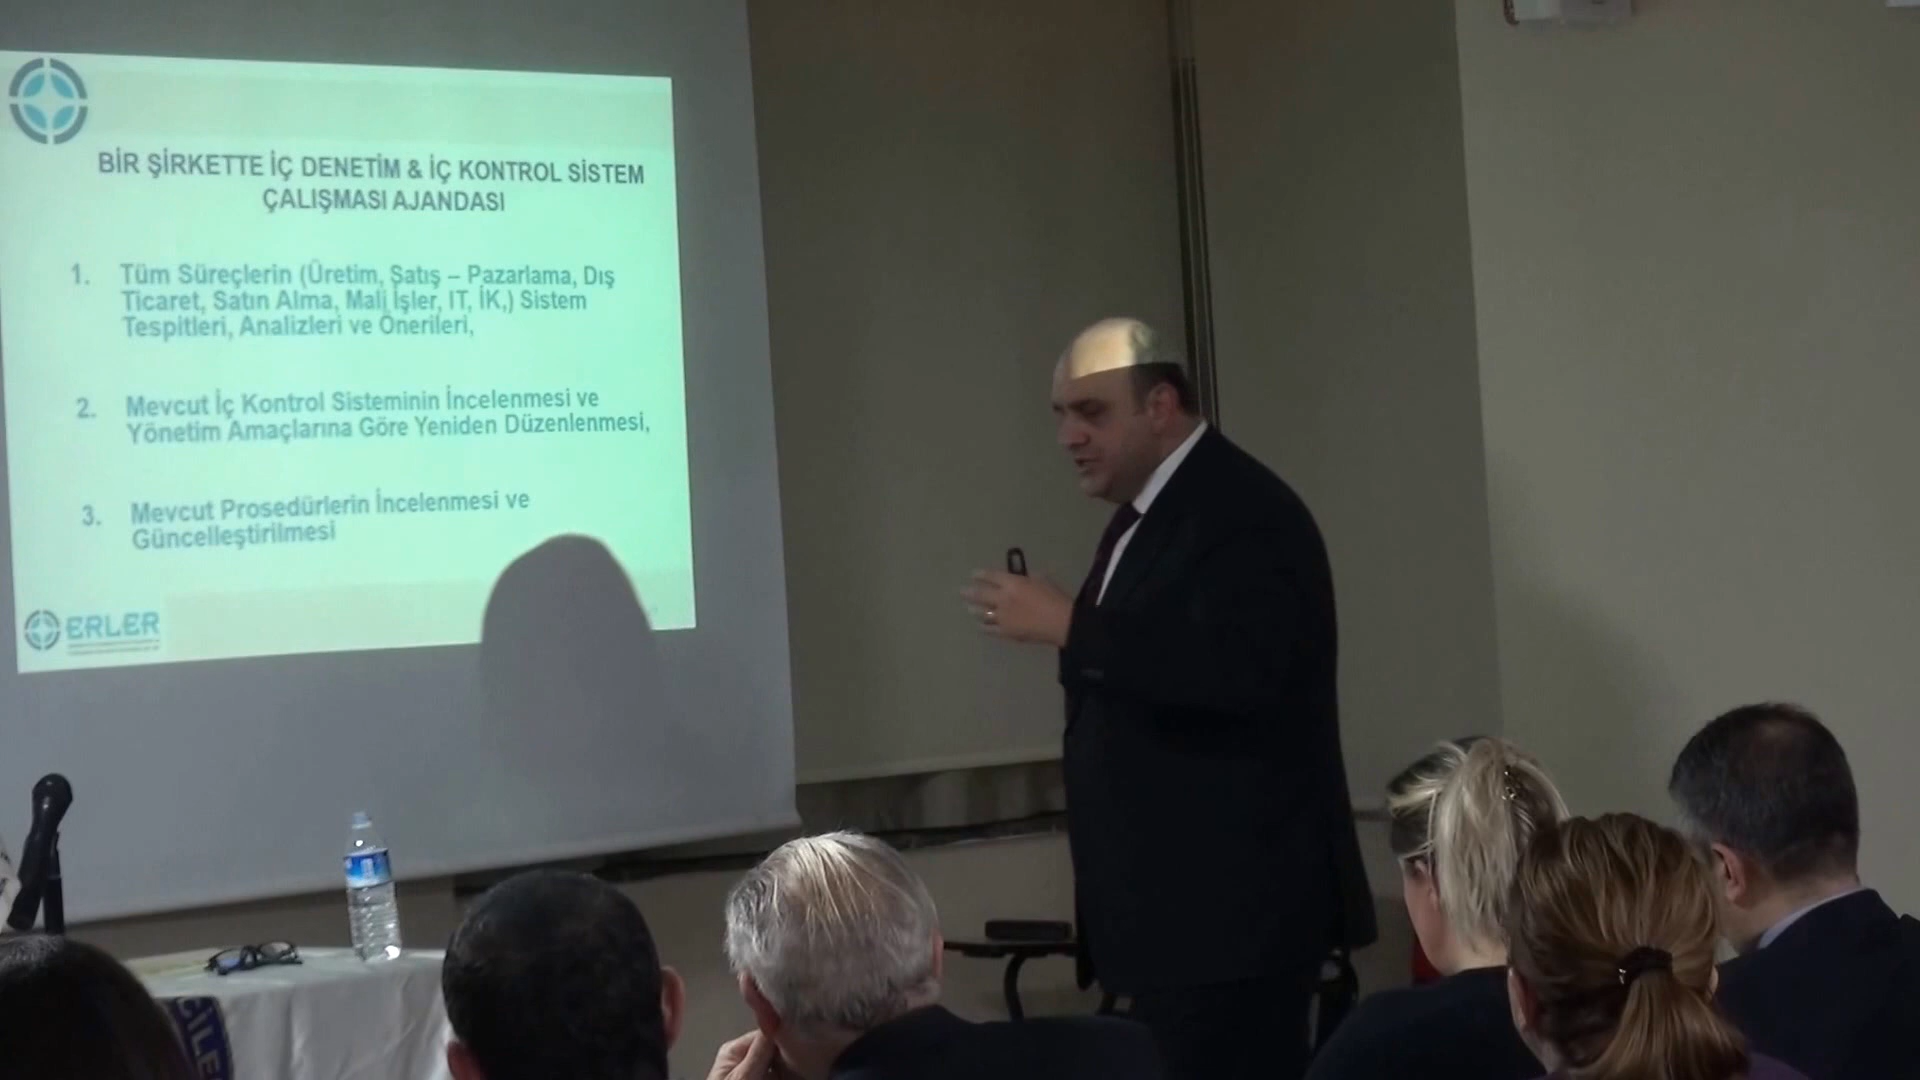 BİR ŞİRKETTE İÇ DENETİM & İÇ KONTROL SİSTEM
ÇALIŞMASI AJANDASI
1. Tüm Süreçlerin (Üretim, Satış – Pazarlama, Dış
Ticaret, Satın Alma, Mali İşler, IT, İK,) Sistem
Tespitleri, Analizleri ve Önerileri,
2. Mevcut İç Kontrol Sisteminin İncelenmesi ve
Yönetim Amaçlarına Göre Yeniden Düzenlenmesi,
3. Mevcut Prosedürlerin İncelenmesi ve
Güncelleştirilmesi
ERLER